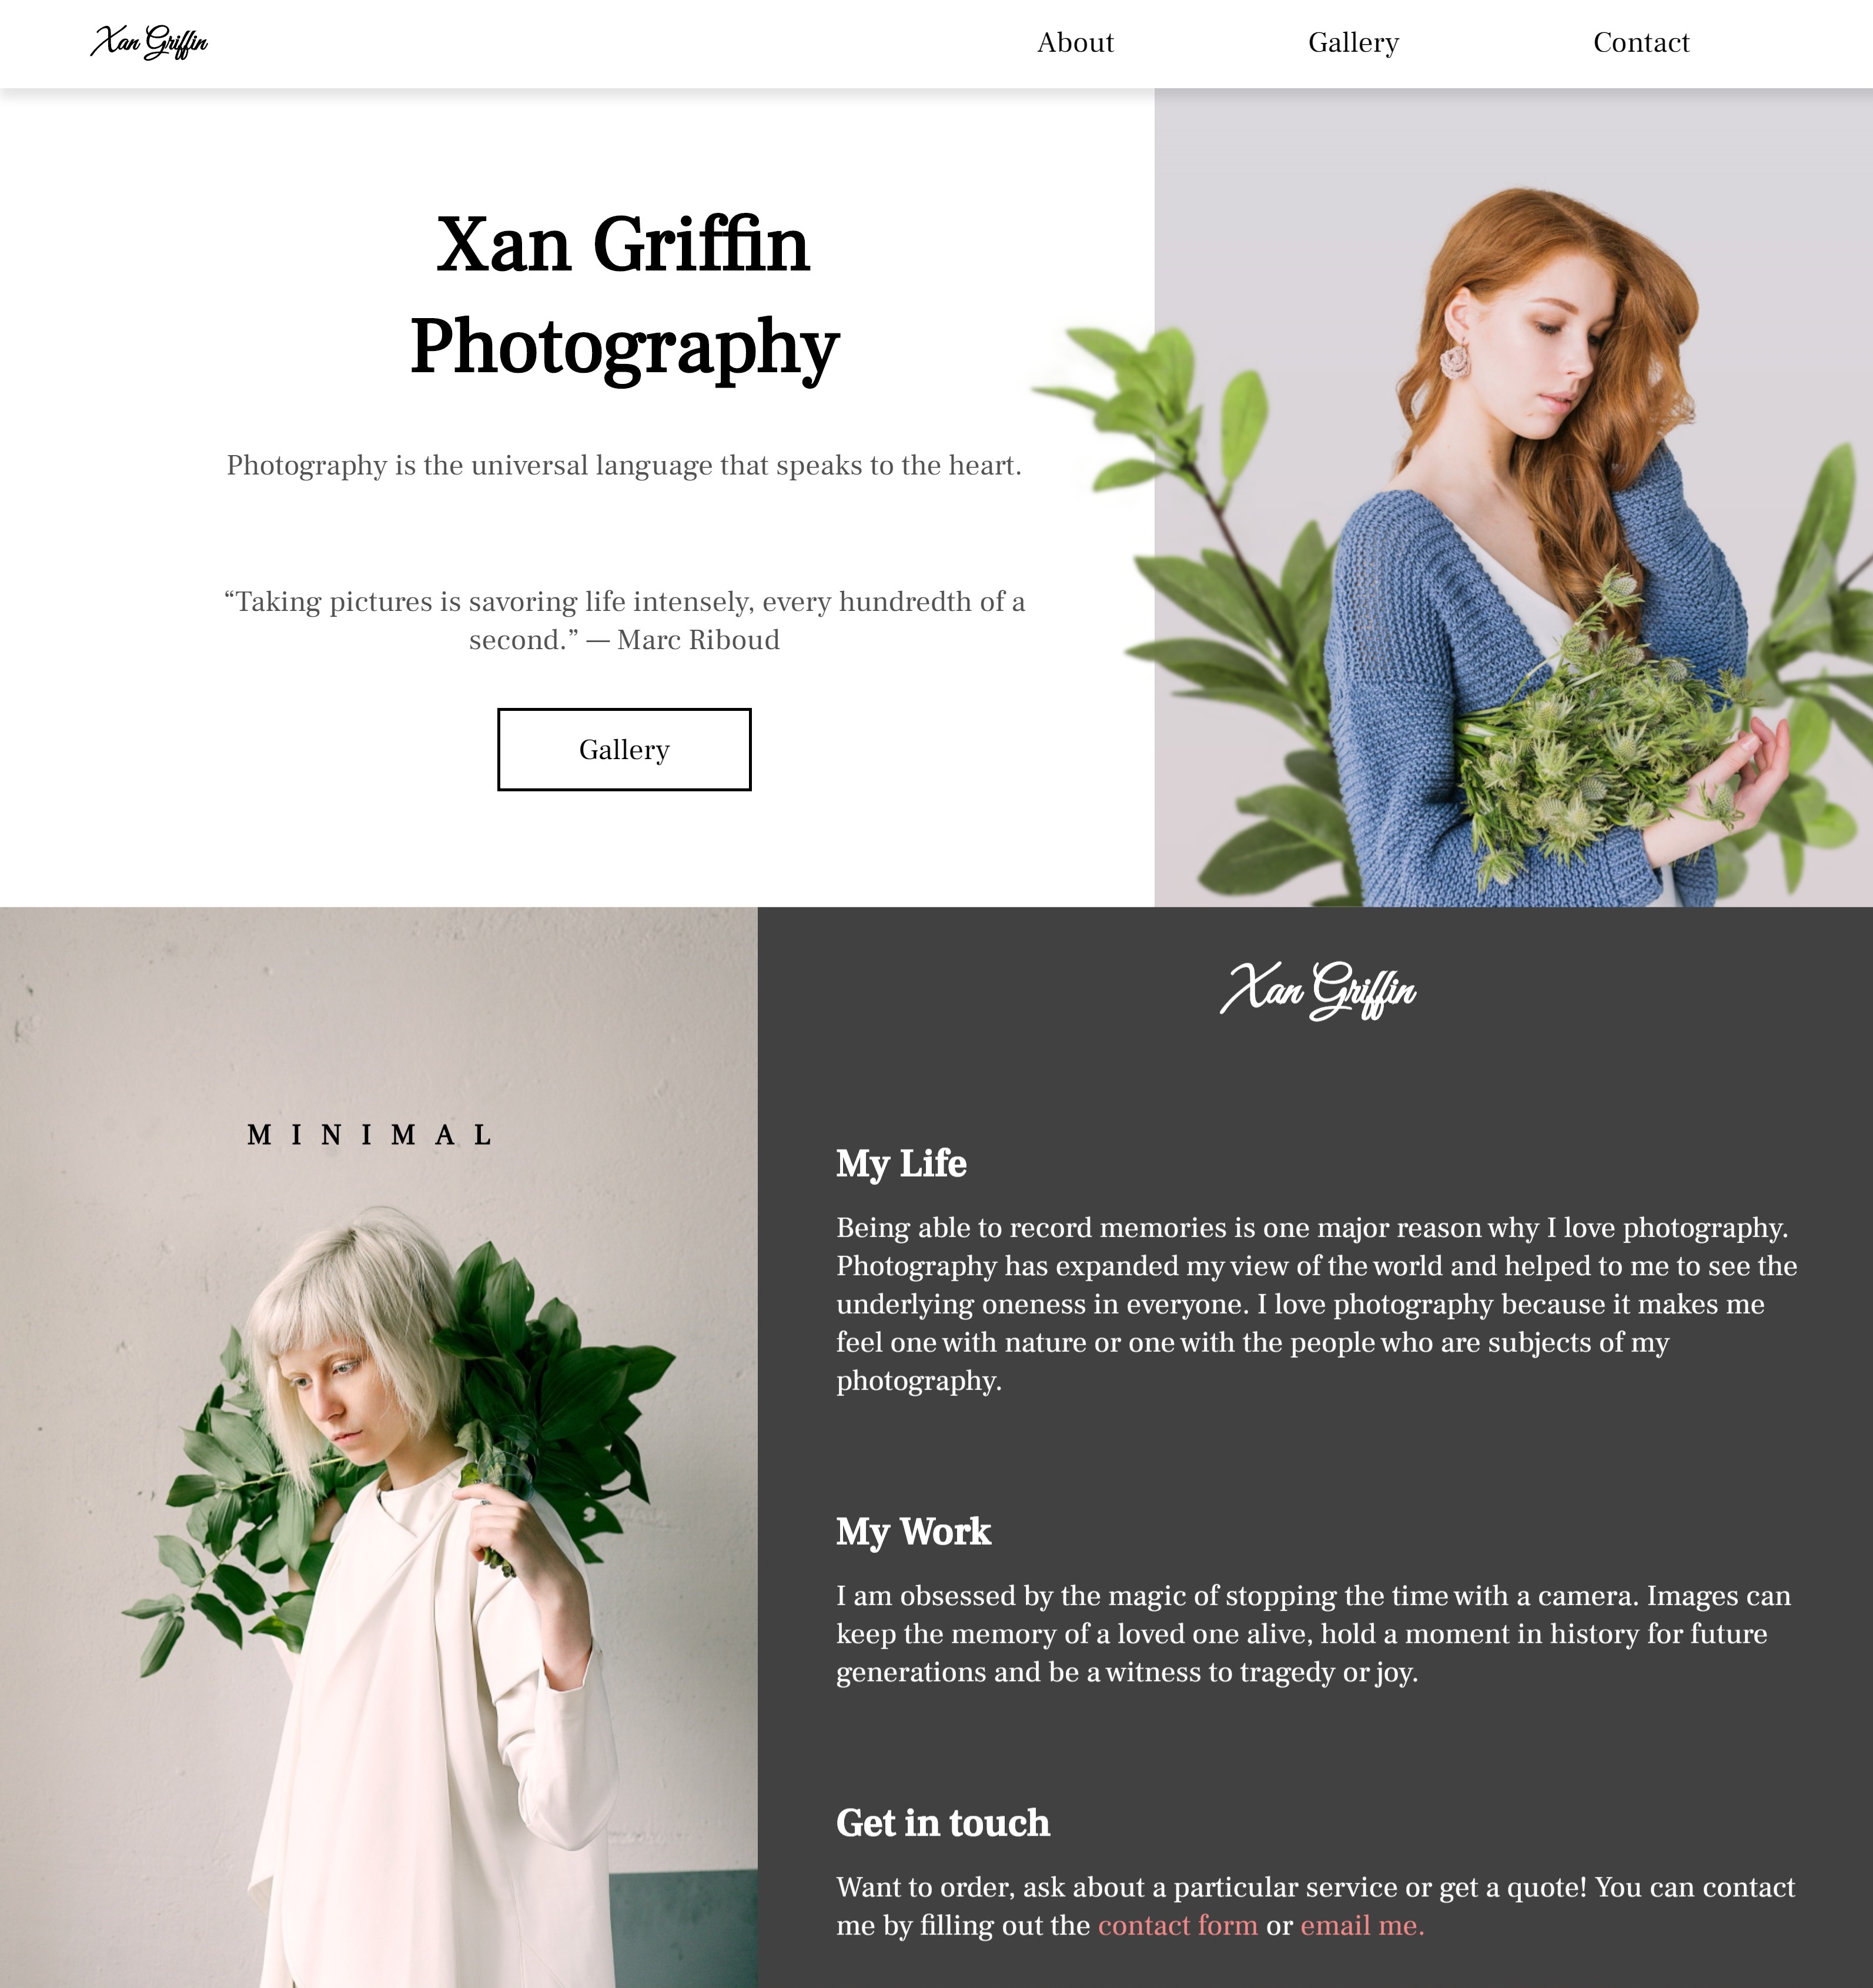 Xan Griffin
About Gallery Contact
Xan Griffin
Photography
Photography is the universal language that speaks to the heart.
“Taking pictures is savoring life intensely, every hundredth of a
second.” — Marc Riboud
Gallery
MINIMAL
Xan Griffin
My Life
Being able to record memories is one major reason why I love photography.
Photography has expanded my view of the world and helped to me to see the
underlying oneness in everyone. I love photography because it makes me
feel one with nature or one with the people who are subjects of my
photography.
My Work
I am obsessed by the magic of stopping the time with a camera. Images can
keep the memory of a loved one alive, hold a moment in history for future
generations and be a witness to tragedy or joy.
Get in touch
Want to order, ask about a particular service or get a quote! You can contact
me by filling out the contact form or email me.